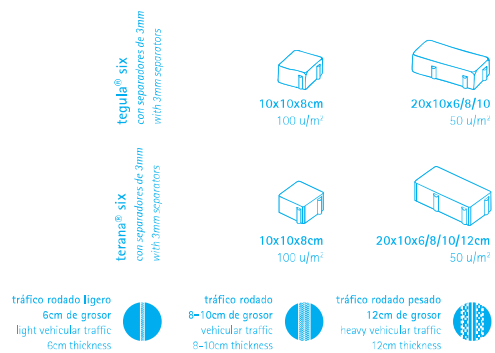 tegula® six
con separadores de 3mm
with 3mm separators
10x10x8cm
100 u/m²
20x10x6/8/10
50 u/m²
terana® six
con separadores de 3mm
with 3mm separators
10x10x8cm
100 u/m²
20x10x6/8/10/12cm
50 u/m²
tráfico rodado ligero
6cm de grosor
light vehicular traffic
6cm thickness
tráfico rodado
8-10cm de grosor
vehicular traffic
8-10cm thickness
tráfico rodado pesado
12cm de grosor
heavy vehicular traffic
12cm thickness